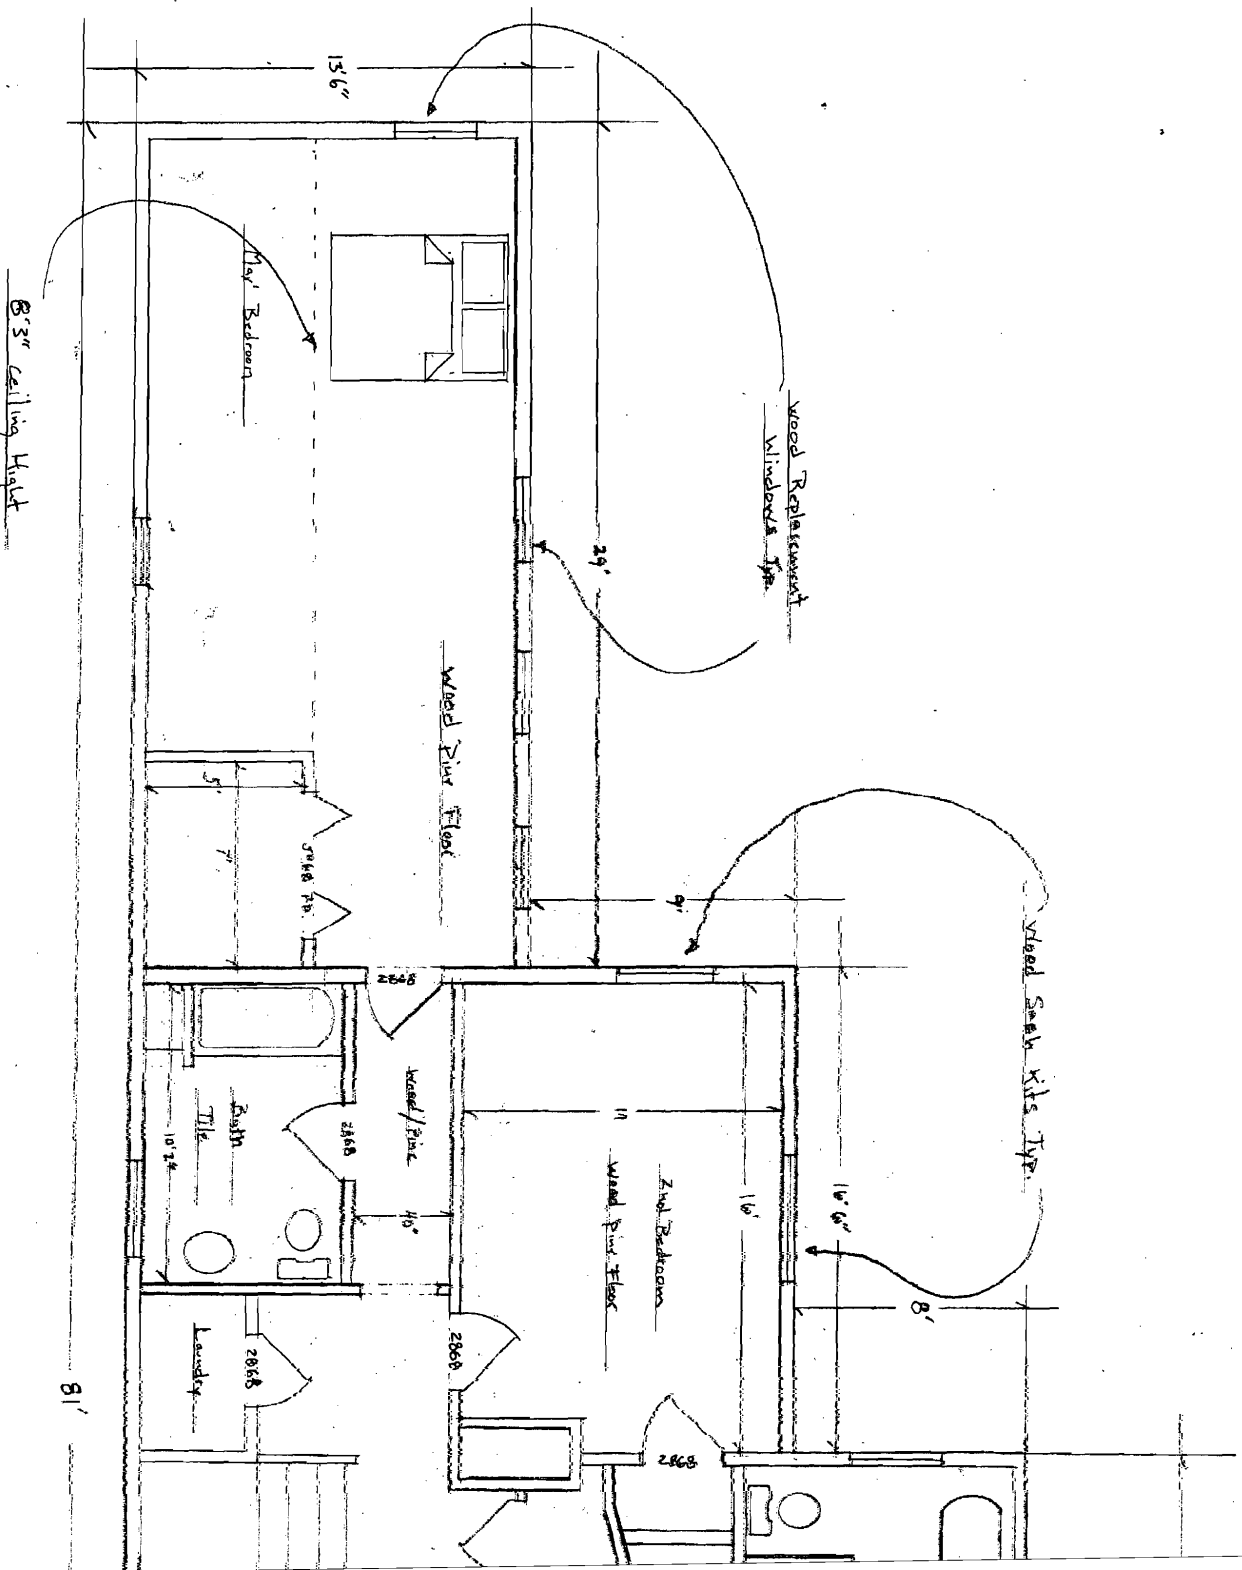 13'6"
8'3" Ceiling Hight
Mas' Bedroom
Wood Replacement
Windows Typ.
29'
Wood Pine Floor
5'
7'
9'
Wood Sash Kits Typ.
2868
Wood/Pine
2868
Bath
Tile
10'2"
40"
11
16'
16'6"
2nd Bedroom
Wood Pine Floor
8'
Laundry
2868
2868
2868
81'